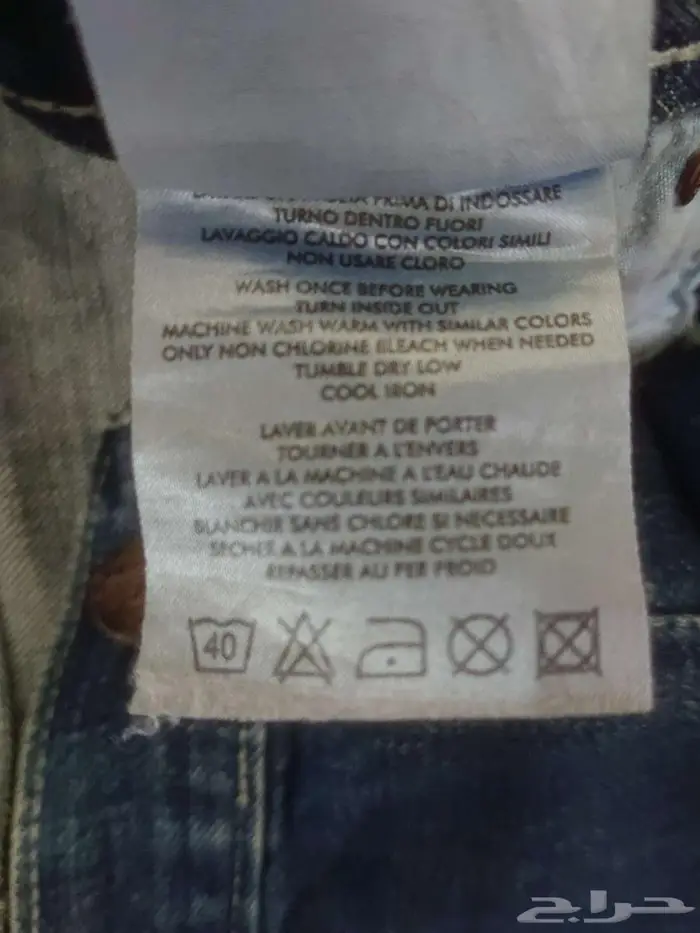 PRIMA DI INDOSSARE
TURNO DENTRO FUORI
LAVAGGIO CALDO CON COLORI SIMILI
NON USARE CLORO
WASH ONCE BEFORE WEARING
TURN INSIDE OUT
MACHINE WASH WARM WITH SIMILAR COLORS
ONLY NON CHLORINE BLEACH WHEN NEEDED
TUMBLE DRY LOW
COOL IRON
LAVER AVANT DE PORTER
TOURNER A L'ENVERS
LAVER A LA MACHINE A L'EAU CHAUDE
AVEC COULEURS SIMILAIRES
BLANCHIR SANS CHLORE SI NECESSAIRE
SECHER A LA MACHINE CYCLE DOUX
REPASSER AU FER FROID
40
حراج